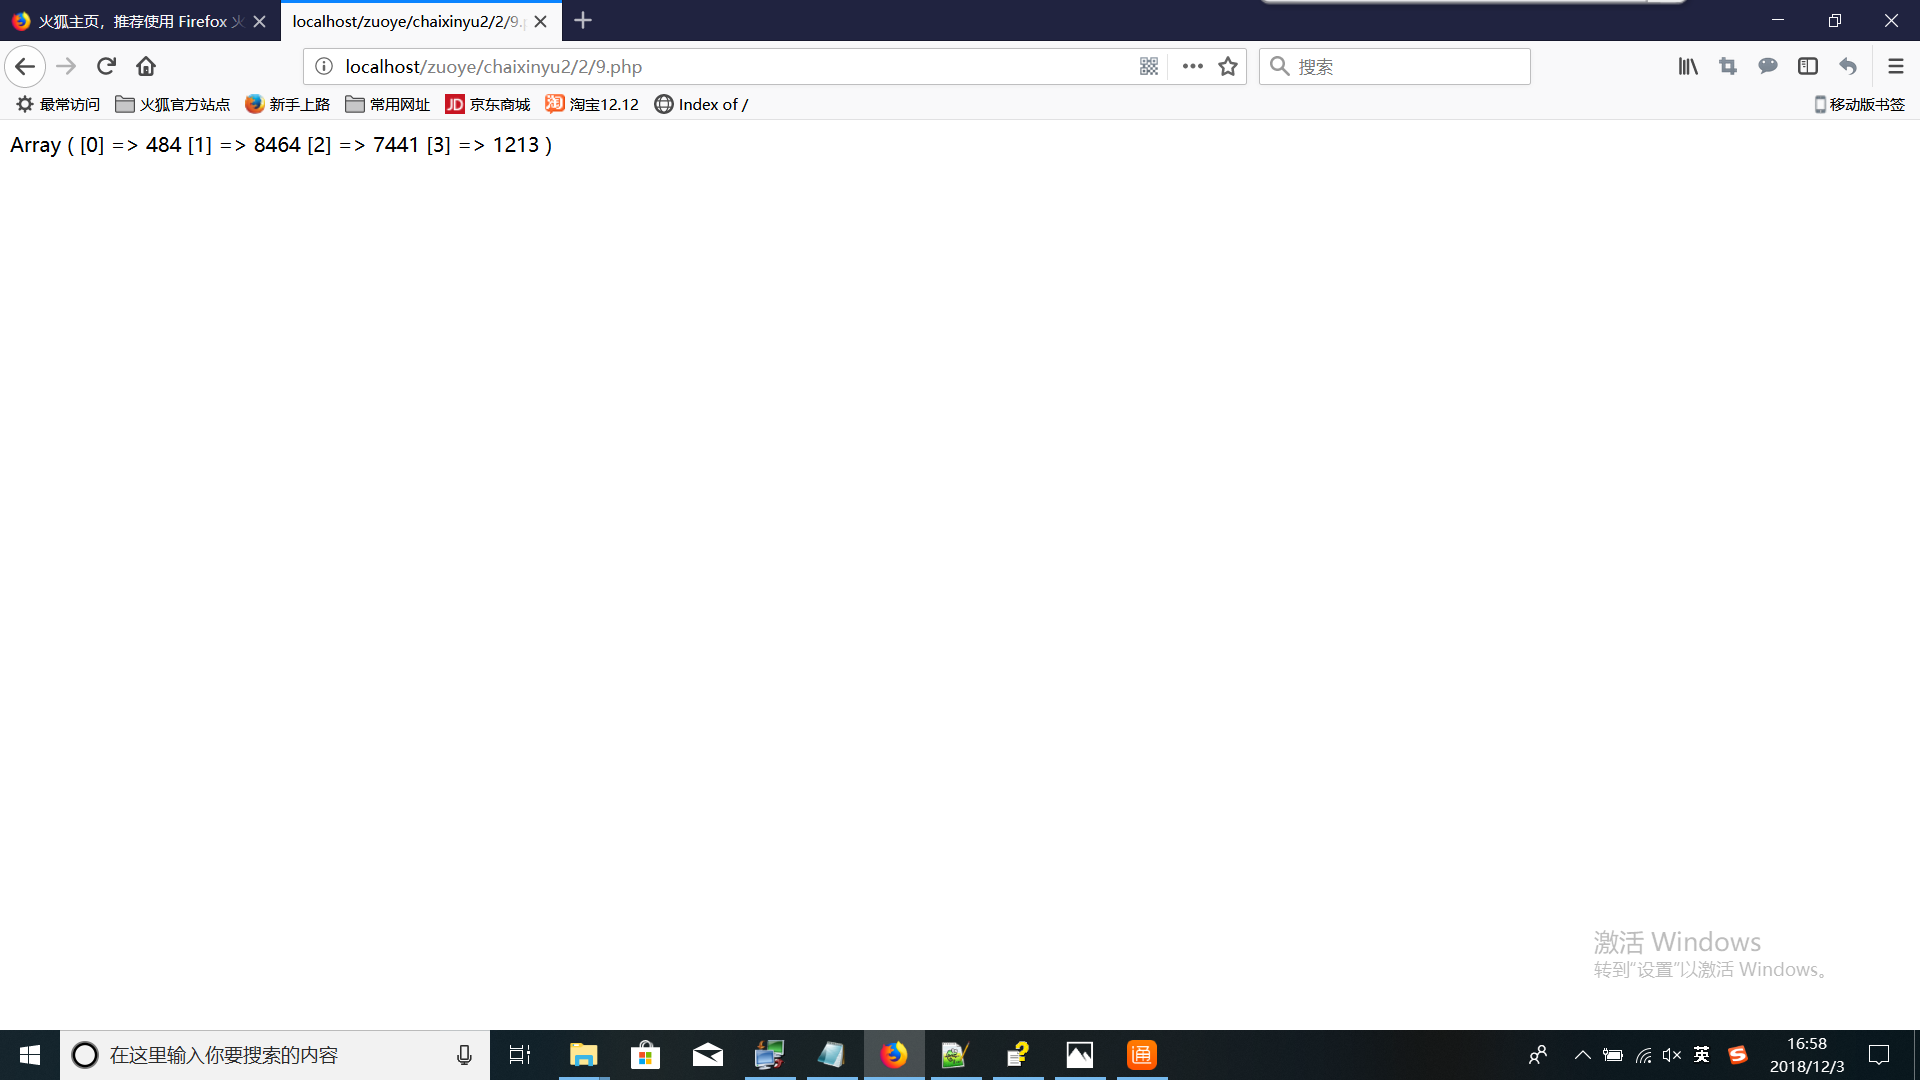 火狐主页，推荐使用 Firefox 火
localhost/zuoye/chaixinyu2/2/9.
localhost/zuoye/chaixinyu2/2/9.php
搜索
最常访问 火狐官方站点 新手上路 常用网址 JD 京东商城 淘 淘宝12.12 Index of / 移动版书签
Array ( [0] => 484 [1] => 8464 [2] => 7441 [3] => 1213 )
激活 Windows
转到“设置”以激活 Windows。
在这里输入你要搜索的内容
通
英
16:58
2018/12/3